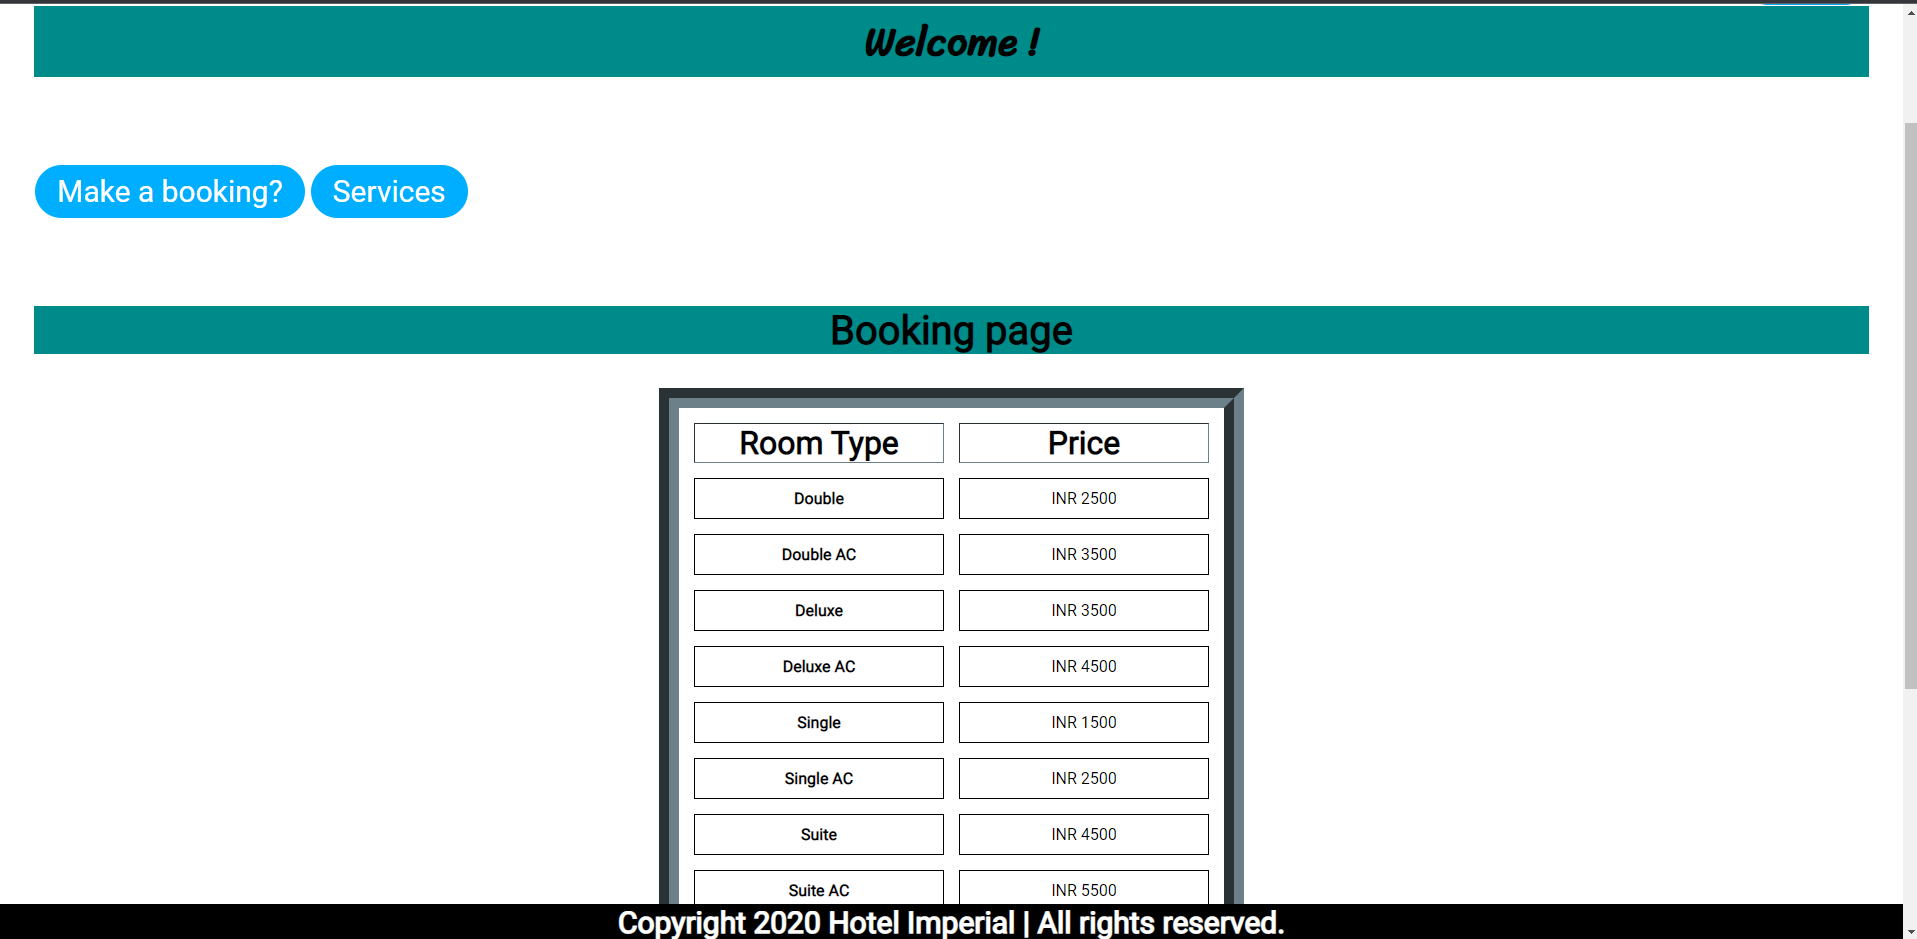 Welcome !
Make a booking? Services
Booking page
Room Type Price
Double INR 2500
Double AC INR 3500
Deluxe INR 3500
Deluxe AC INR 4500
Single INR 1500
Single AC INR 2500
Suite INR 4500
Suite AC INR 5500
Copyright 2020 Hotel Imperial | All rights reserved.